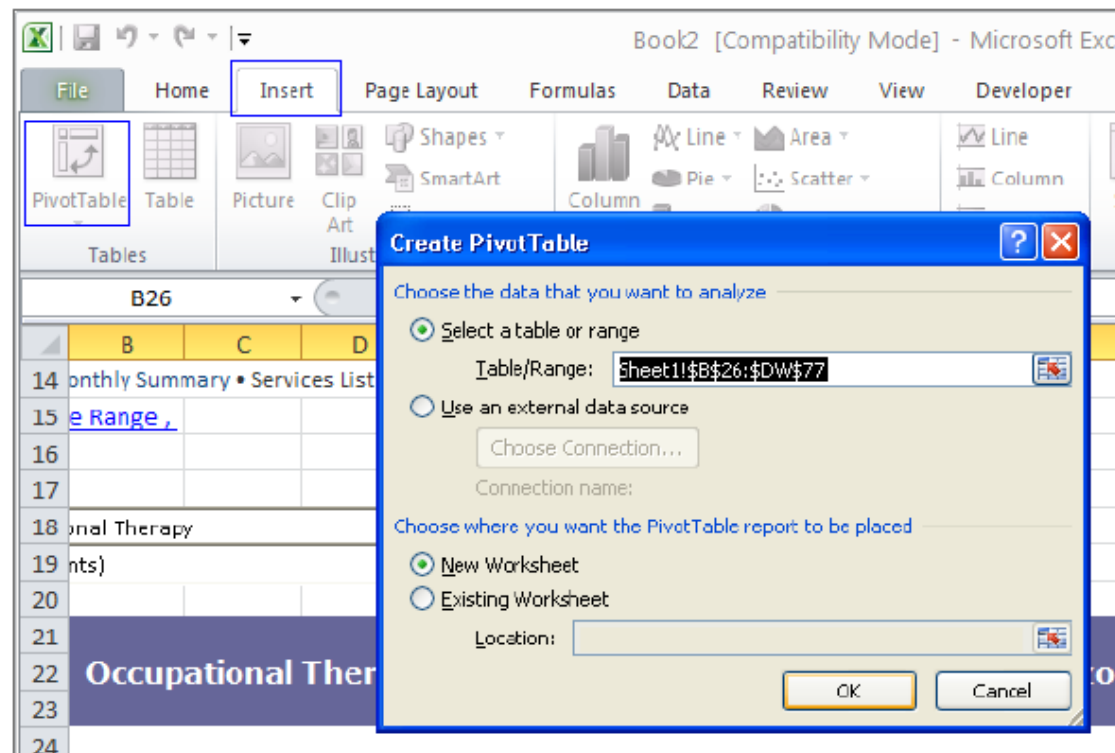 Book2 [Compatibility Mode] - Microsoft Exc
File Home Insert Page Layout Formulas Data Review View Developer
PivotTable Table Picture Clip Art Shapes SmartArt Column Line Pie Area Scatter Line Column
Tables Illust
B26
Create PivotTable
Choose the data that you want to analyze
Select a table or range
Table/Range: Sheet1!$B$26:$DW$77
Use an external data source
Choose Connection...
Connection name:
Choose where you want the PivotTable report to be placed
New Worksheet
Existing Worksheet
Location:
OK Cancel
B C D
14 onthly Summary • Services List
15 e Range ,
16
17
18 onal Therapy
19 nts)
20
21
22 Occupational Ther
23
24